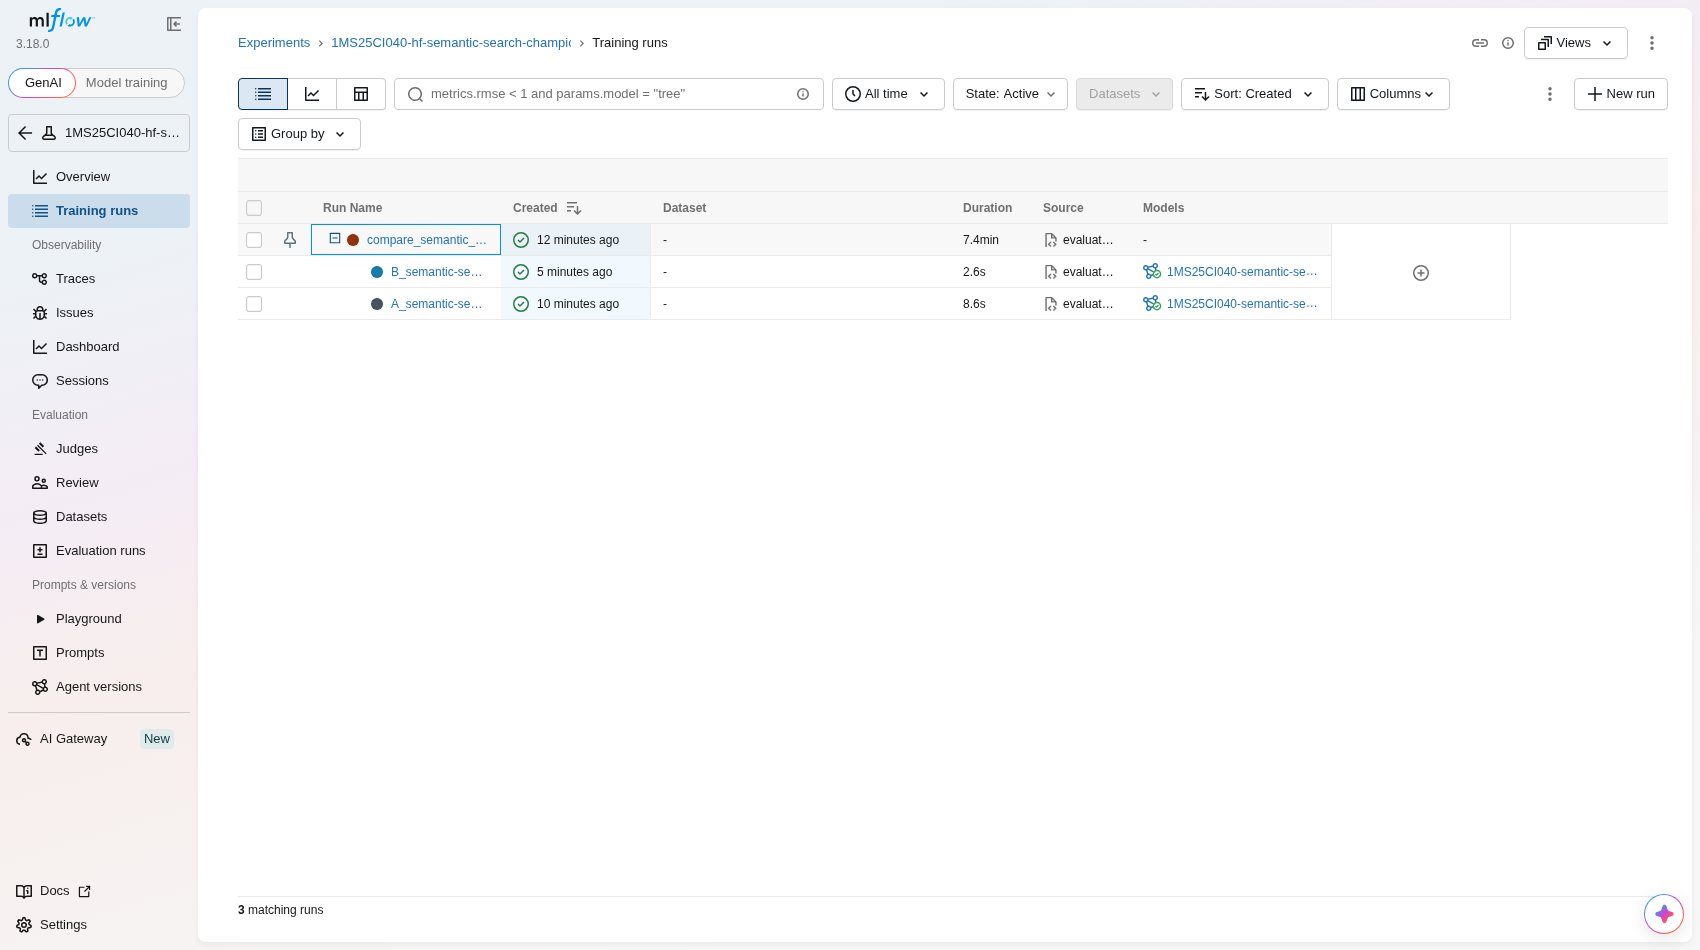 mlflow
3.18.0
GenAI
Model training
1MS25CI040-hf-s...
Overview
Training runs
Observability
Traces
Issues
Dashboard
Sessions
Evaluation
Judges
Review
Datasets
Evaluation runs
Prompts & versions
Playground
Prompts
Agent versions
AI Gateway
New
Docs
Settings
Experiments > 1MS25CI040-hf-semantic-search-champic > Training runs
Views
metrics.rmse < 1 and params.model = "tree"
All time
State: Active
Datasets
Sort: Created
Columns
New run
Group by
Run Name Created Dataset Duration Source Models
compare_semantic_... 12 minutes ago - 7.4min evaluat... -
B_semantic-se... 5 minutes ago - 2.6s evaluat... 1MS25CI040-semantic-se...
A_semantic-se... 10 minutes ago - 8.6s evaluat... 1MS25CI040-semantic-se...
3 matching runs